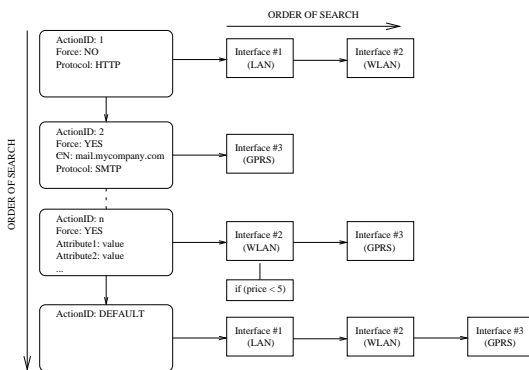 ORDER OF SEARCH
ORDER OF SEARCH
ActionID: 1
Force: NO
Protocol: HTTP
Interface #1
(LAN)
Interface #2
(WLAN)
ActionID: 2
Force: YES
CN: mail.mycompany.com
Protocol: SMTP
Interface #3
(GPRS)
ActionID: n
Force: YES
Attribute1: value
Attribute2: value
...
Interface #2
(WLAN)
Interface #3
(GPRS)
if (price < 5)
ActionID: DEFAULT
Interface #1
(LAN)
Interface #2
(WLAN)
Interface #3
(GPRS)